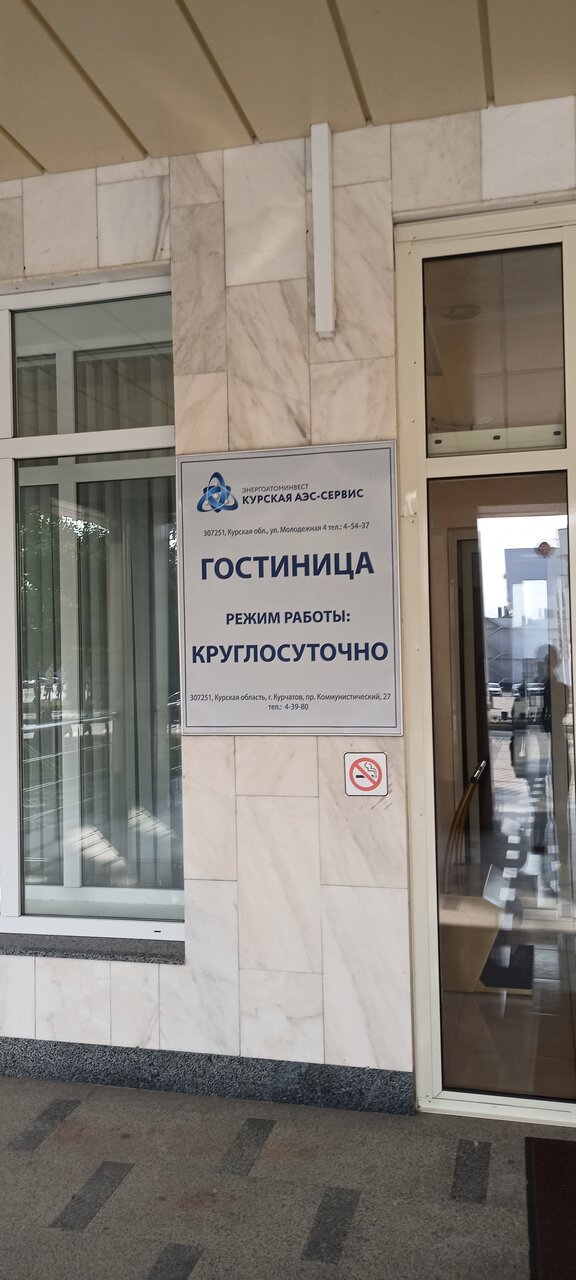 ЭНЕРГОАТОМИНВЕСТ
КУРСКАЯ АЭС-СЕРВИС
307251, Курская обл., ул. Молодежная 4 тел.: 4-54-37
ГОСТИНИЦА
РЕЖИМ РАБОТЫ:
КРУГЛОСУТОЧНО
307251, Курская область, г. Курчатов, пр. Коммунистический, 27
тел.: 4-39-80